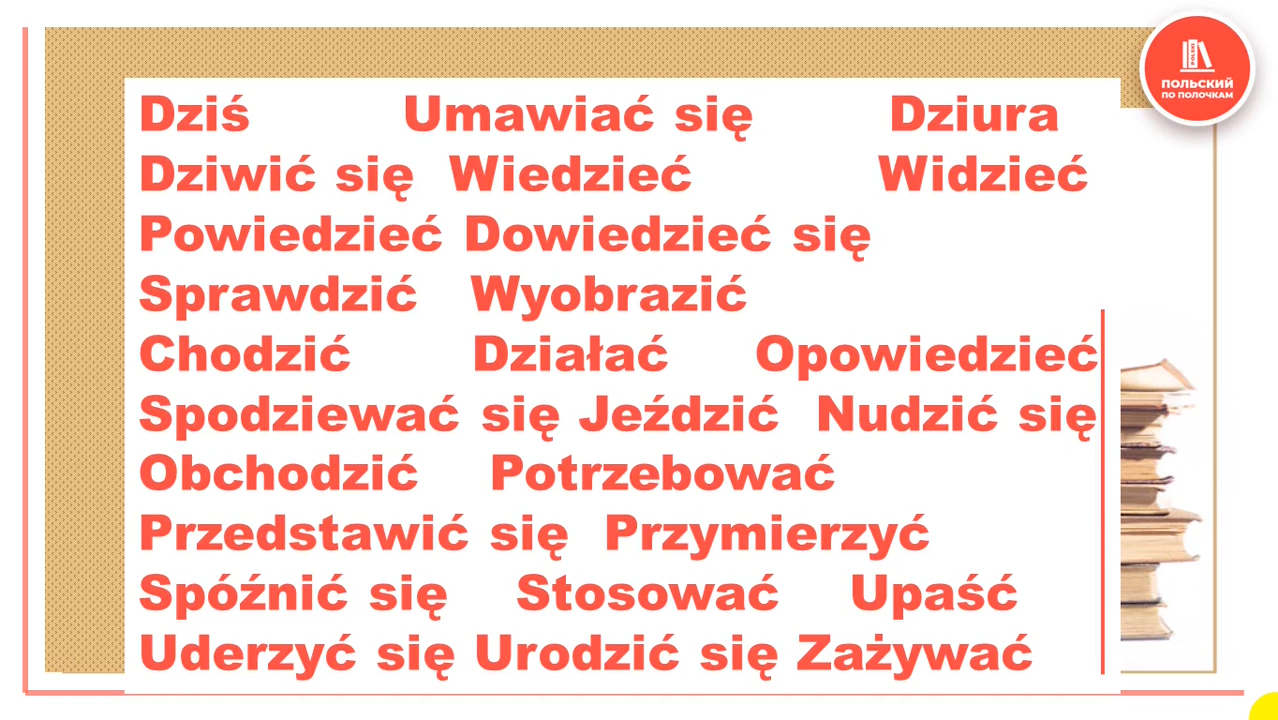 Dziś Umawiać się Dziura
Dziwić się Wiedzieć Widzieć
Powiedzieć Dowiedzieć się
Sprawdzić Wyobrazić
Chodzić Działać Opowiedzieć
Spodziewać się Jeździć Nudzić się
Obchodzić Potrzebować
Przedstawić się Przymierzyć
Spóźnić się Stosować Upaść
Uderzyć się Urodzić się Zażywać
POLSKI
ПОЛЬСКИЙ
ПО ПОЛОЧКАМ